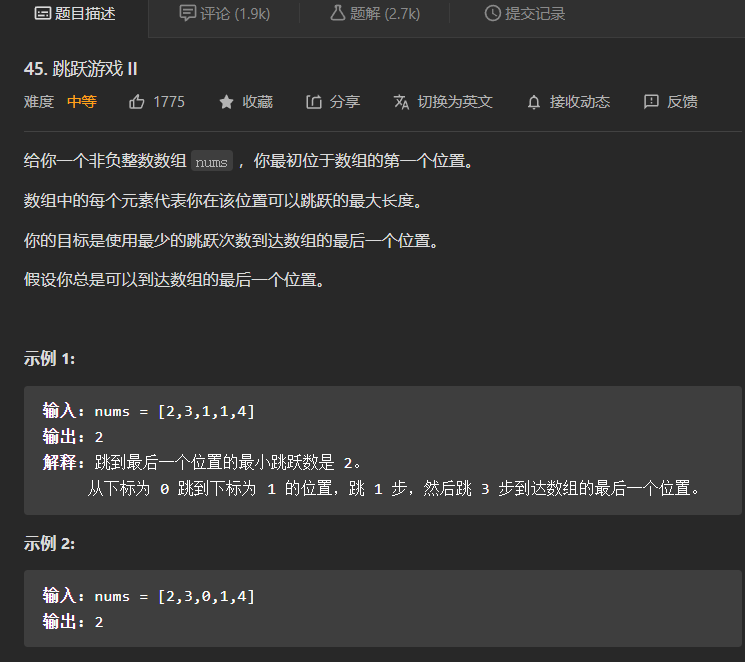 题目描述 评论 (1.9k) 题解 (2.7k) 提交记录
45. 跳跃游戏 II
难度 中等 1775 收藏 分享 切换为英文 接收动态 反馈
给你一个非负整数数组 nums ，你最初位于数组的第一个位置。
数组中的每个元素代表你在该位置可以跳跃的最大长度。
你的目标是使用最少的跳跃次数到达数组的最后一个位置。
假设你总是可以到达数组的最后一个位置。
示例 1:
输入: nums = [2,3,1,1,4]
输出: 2
解释: 跳到最后一个位置的最小跳跃数是 2。
从下标为 0 跳到下标为 1 的位置，跳 1 步，然后跳 3 步到达数组的最后一个位置。
示例 2:
输入: nums = [2,3,0,1,4]
输出: 2